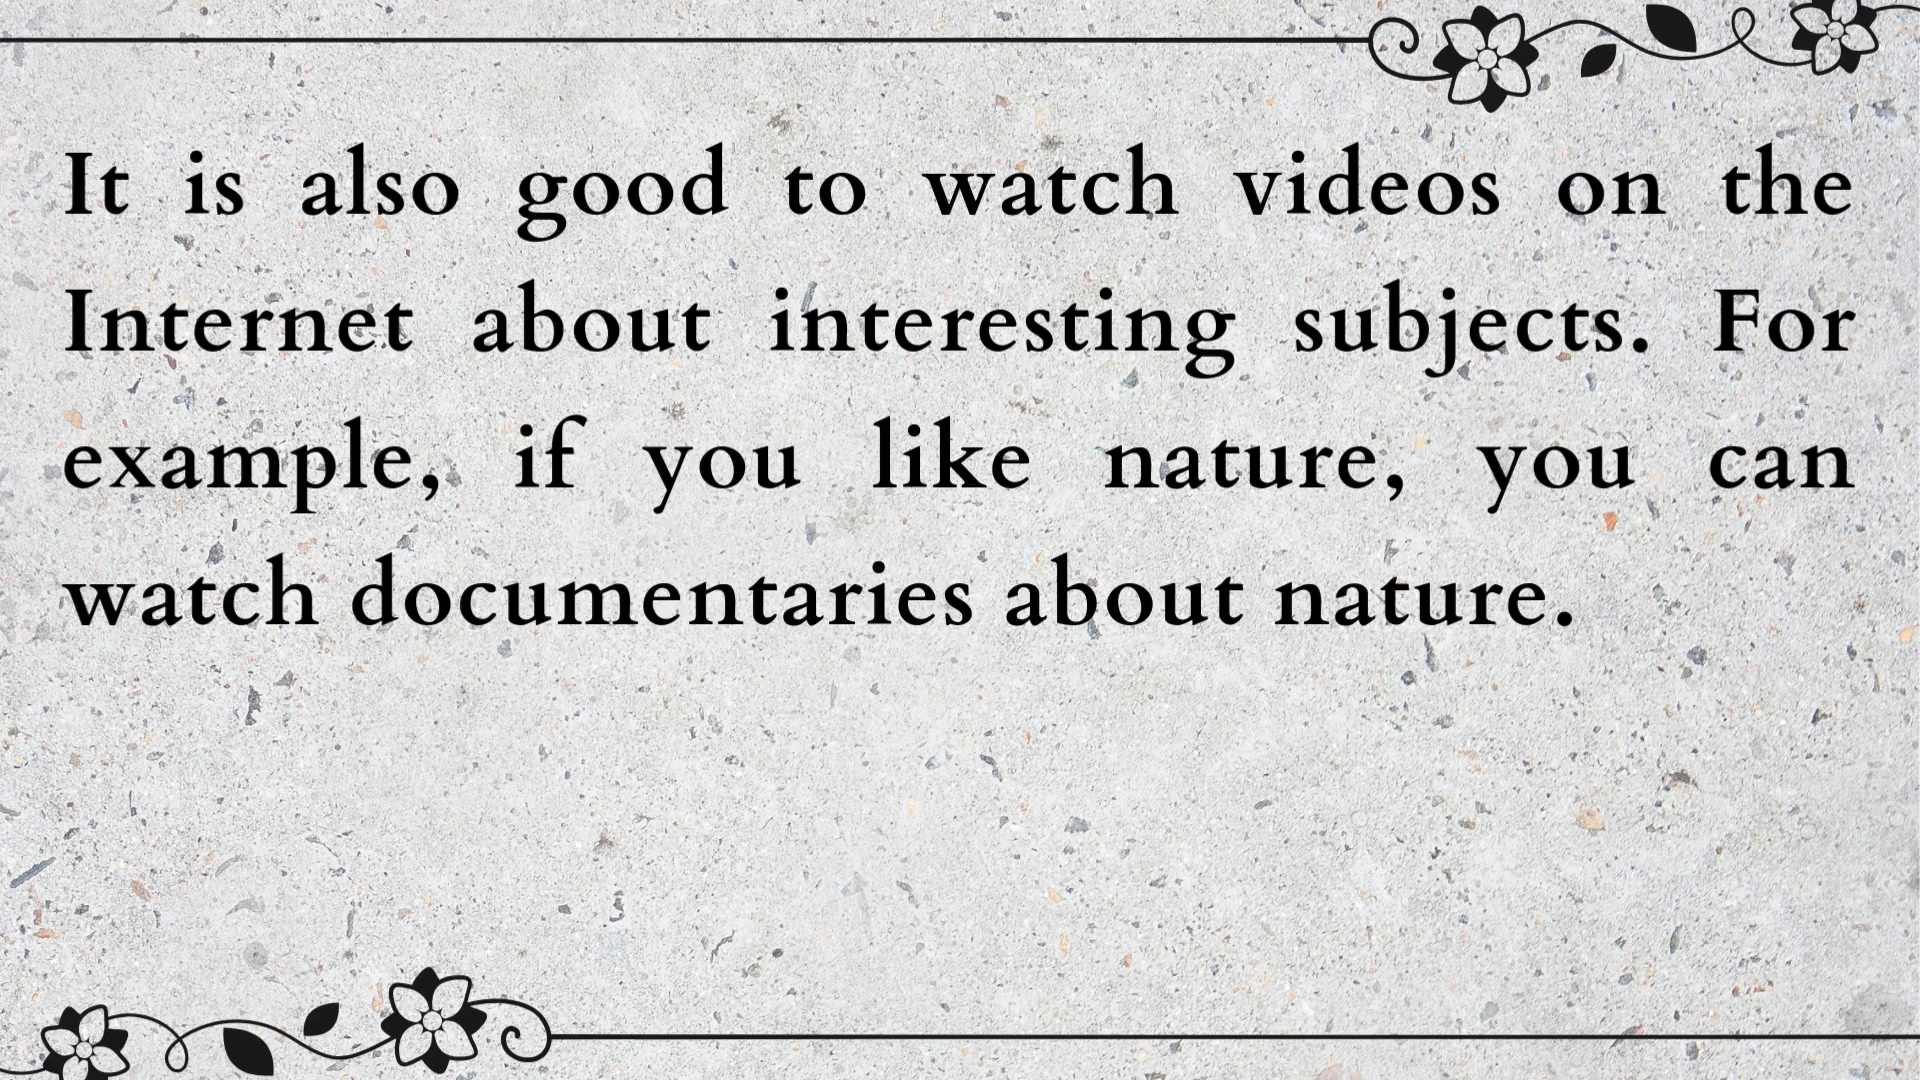 It is also good to watch videos on the
Internet about interesting subjects. For
example, if you like nature, you can
watch documentaries about nature.